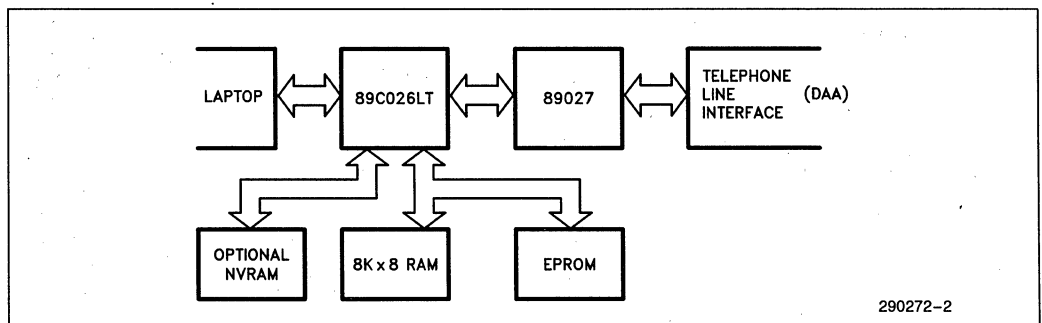 LAPTOP
89C026LT
89027
TELEPHONE
LINE
INTERFACE
(DAA)
OPTIONAL
NVRAM
8K x 8 RAM
EPROM
290272-2